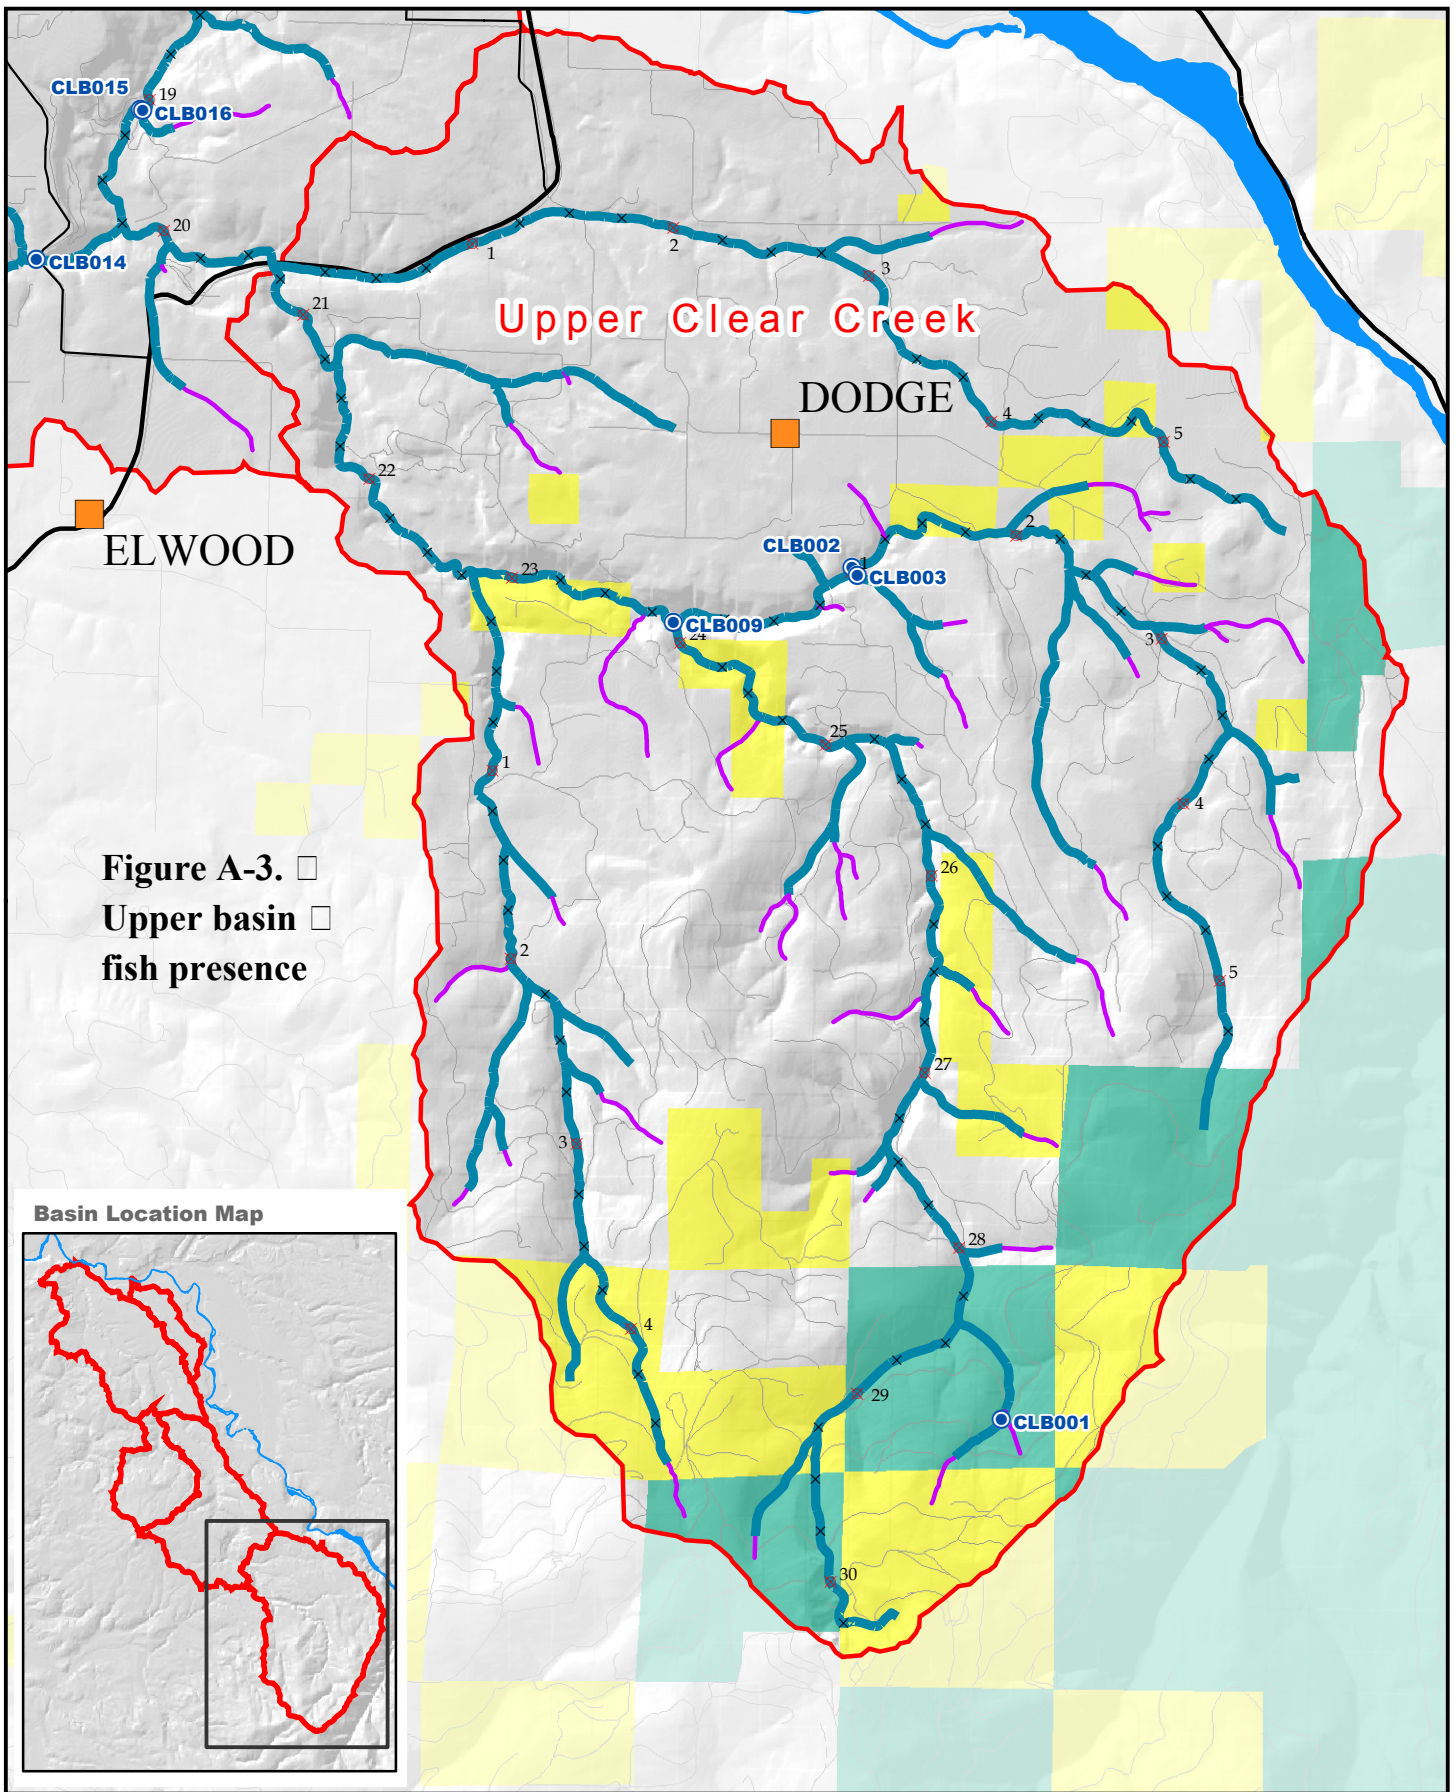 CLB015
19
CLB016
20
CLB014
1
2
3
21
Upper Clear Creek
DODGE
4
5
22
ELWOOD
2
CLB002
1
CLB003
23
CLB009
24
3
25
1
4
Figure A-3.
Upper basin
fish presence
26
2
5
27
3
Basin Location Map
28
4
29
CLB001
30